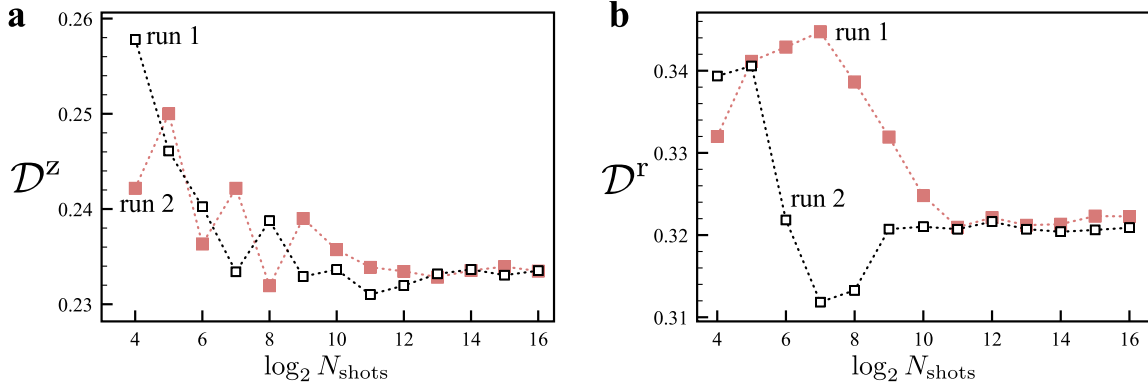 a
0.26
0.25
0.24
0.23
𝒟ᶻ
run 1
run 2
4 6 8 10 12 14 16
log₂ N_shots
b
0.34
0.33
0.32
0.31
𝒟ʳ
run 1
run 2
4 6 8 10 12 14 16
log₂ N_shots